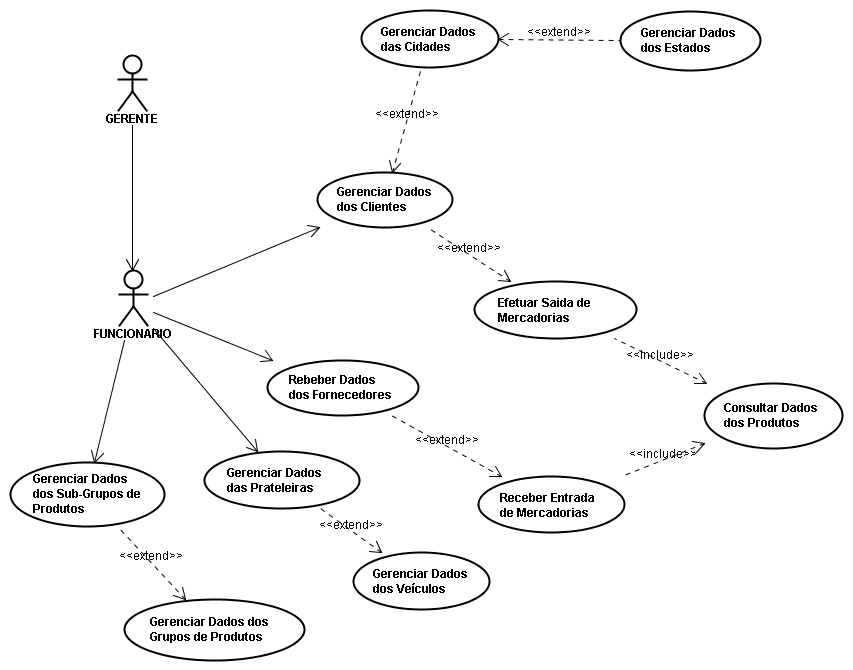 Gerenciar Dados
das Cidades
<<extend>>
Gerenciar Dados
dos Estados
GERENTE
<<extend>>
Gerenciar Dados
dos Clientes
<<extend>>
Efetuar Saida de
Mercadorias
FUNCIONARIO
<<include>>
Rebeber Dados
dos Fornecedores
Consultar Dados
dos Produtos
<<extend>>
<<include>>
Gerenciar Dados
dos Sub-Grupos de
Produtos
Gerenciar Dados
das Prateleiras
Receber Entrada
de Mercadorias
<<extend>>
<<extend>>
Gerenciar Dados
dos Veículos
Gerenciar Dados dos
Grupos de Produtos